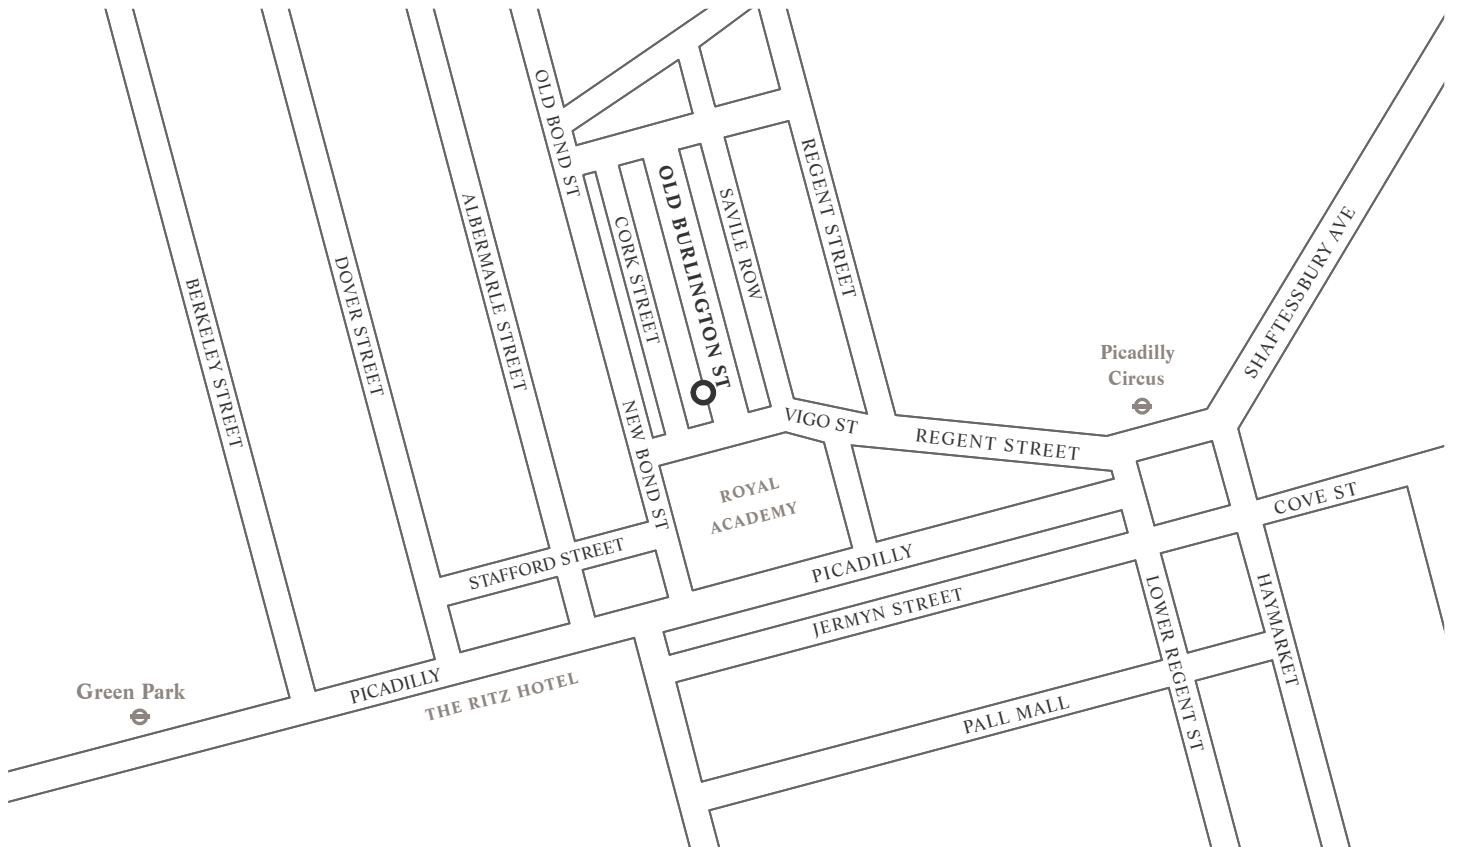 OLD BOND ST
REGENT STREET
OLD BURLINGTON ST
SAVILE ROW
ALBERMARLE STREET
CORK STREET
SHAFTESSBURY AVE
DOVER STREET
BERKELEY STREET
Picadilly
Circus
NEW BOND ST
VIGO ST
REGENT STREET
ROYAL
ACADEMY
COVE ST
STAFFORD STREET
PICADILLY
JERMYN STREET
LOWER REGENT ST
HAYMARKET
Green Park
PICADILLY
THE RITZ HOTEL
PALL MALL